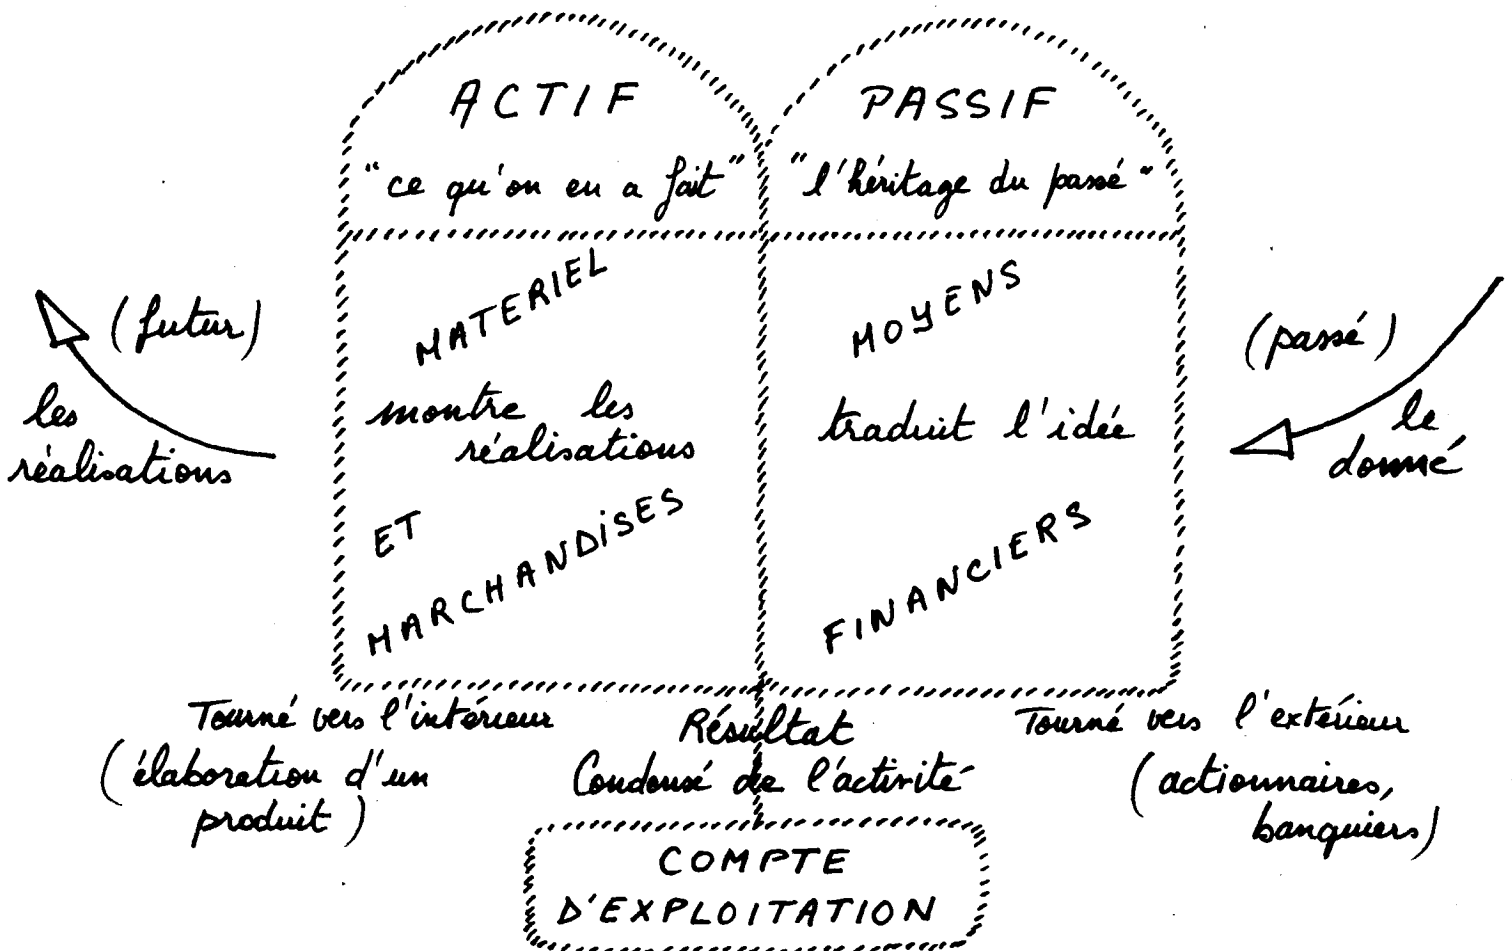 ACTIF
"ce qu'on en a fait"
PASSIF
"l'héritage du passé"
(futur)
les
réalisations
MATERIEL
montre les
réalisations
ET
MARCHANDISES
MOYENS
traduit l'idée
FINANCIERS
(passé)
le
donné
Tourné vers l'intérieur
(élaboration d'un
produit)
Résultat
Condensé de l'activité
Tourné vers l'extérieur
(actionnaires,
banquiers)
COMPTE
D'EXPLOITATION